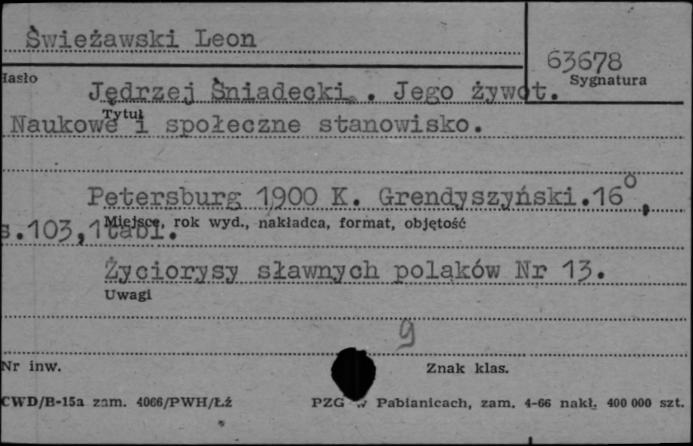 Świeżawski Leon
63678
Hasło
Sygnatura
Jędrzej Śniadecki . Jego żywot.
Tytuł
Naukowe i społeczne stanowisko.
Petersburg 1900 K. Grendyszyński.16°,
s.103,1tabl.
Miejsce, rok wyd., nakładca, format, objętość
Życiorysy sławnych poląków Nr 13.
Uwagi
9
Nr inw.
Znak klas.
CWD/B-15a zam. 4066/PWH/Łź
PZG w Pabianicach, zam. 4-66 nakł. 400 000 szt.